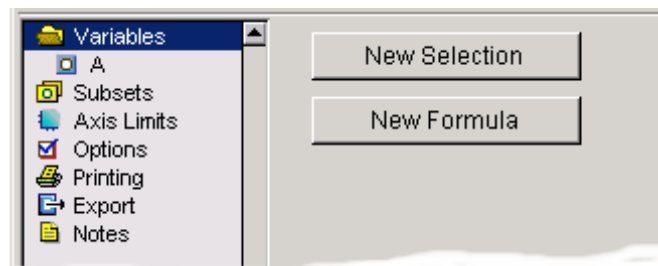 Variables
A
Subsets
Axis Limits
Options
Printing
Export
Notes
New Selection
New Formula